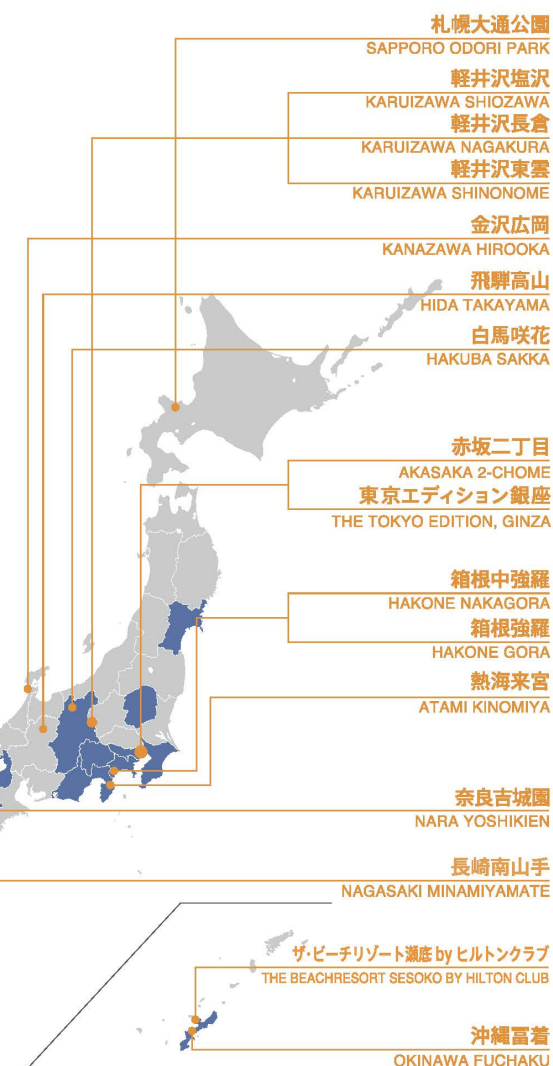 札幌大通公園
SAPPORO ODORI PARK
軽井沢塩沢
KARUIZAWA SHIOZAWA
軽井沢長倉
KARUIZAWA NAGAKURA
軽井沢東雲
KARUIZAWA SHINONOME
金沢広岡
KANAZAWA HIROOKA
飛騨高山
HIDA TAKAYAMA
白馬咲花
HAKUBA SAKKA
赤坂二丁目
AKASAKA 2-CHOME
東京エディション銀座
THE TOKYO EDITION, GINZA
箱根中強羅
HAKONE NAKAGORA
箱根強羅
HAKONE GORA
熱海来宮
ATAMI KINOMIYA
奈良吉城園
NARA YOSHIKIEN
長崎南山手
NAGASAKI MINAMIYAMATE
ザ・ビーチリゾート瀬底 by ヒルトンクラブ
THE BEACHRESORT SESOKO BY HILTON CLUB
沖縄冨着
OKINAWA FUCHAKU